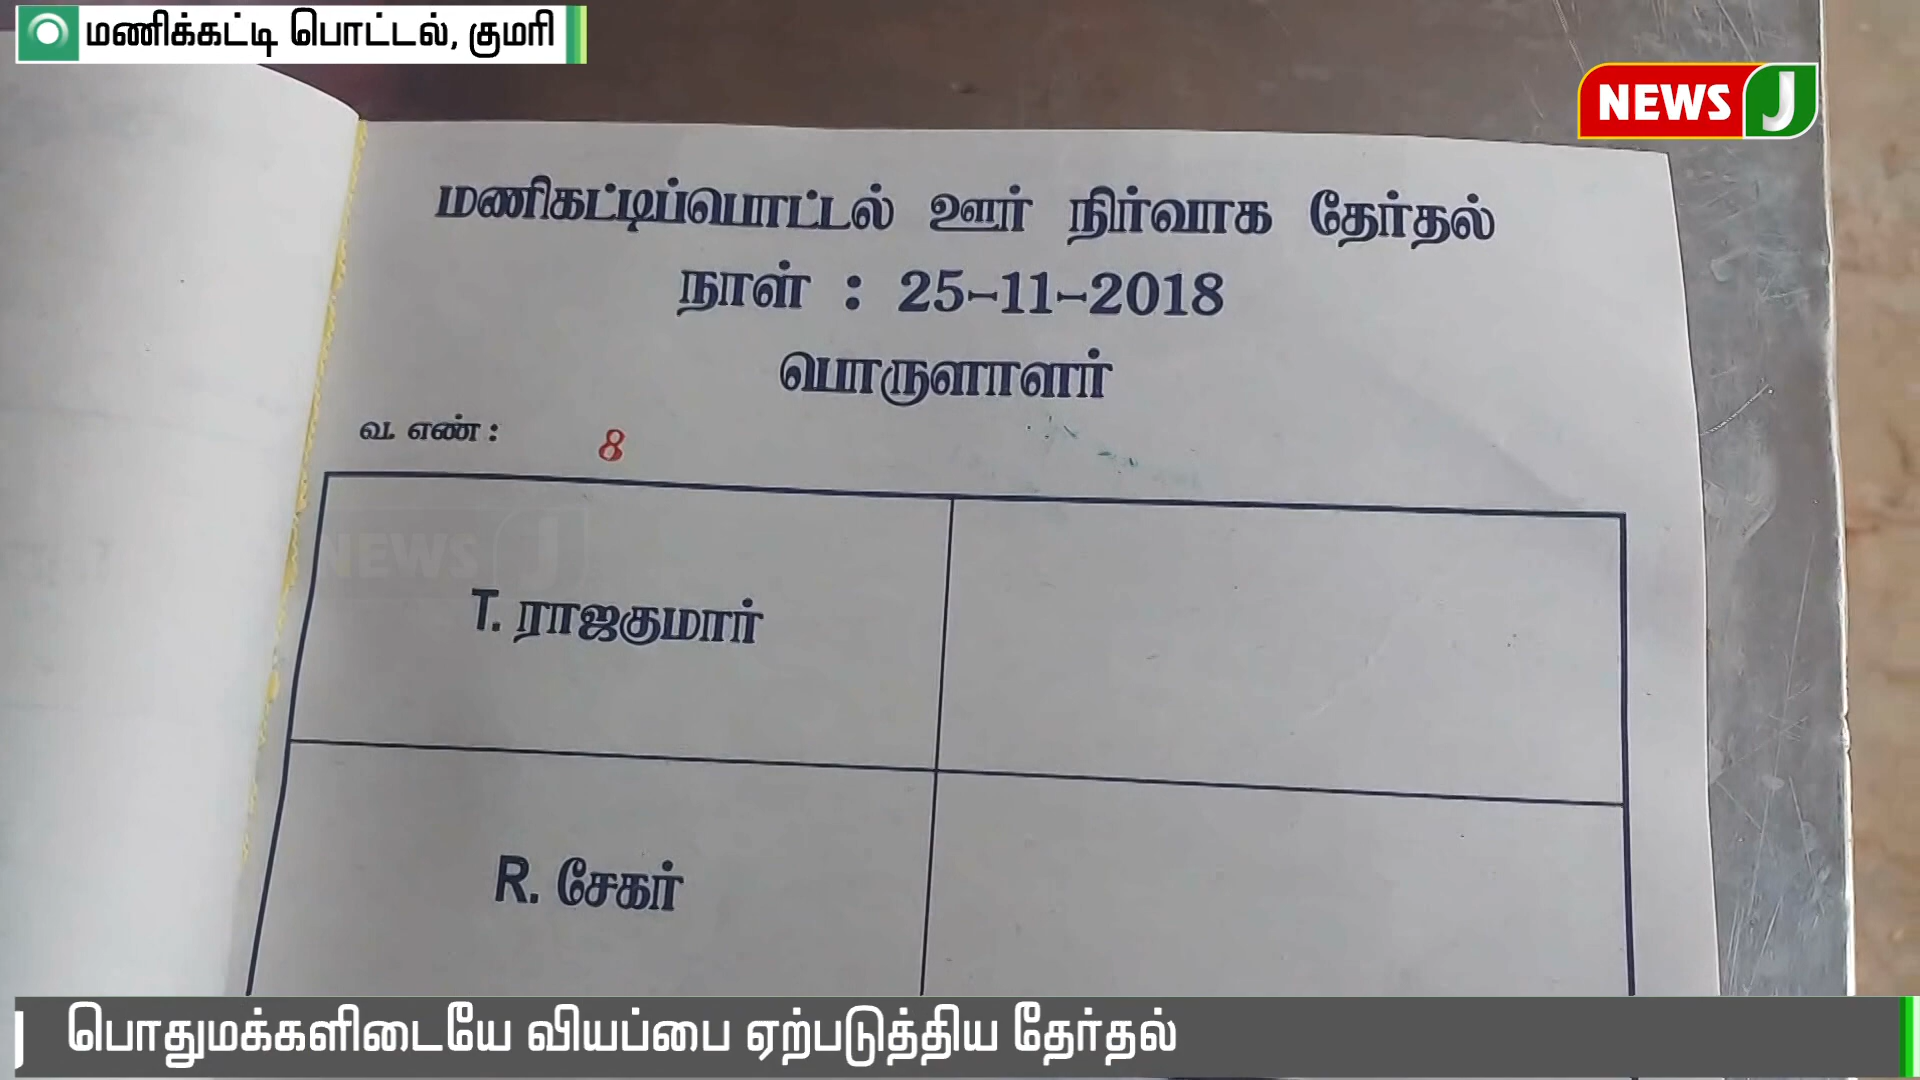 மணிக்கட்டி பொட்டல், குமரி
NEWS J
மணிகட்டிப்பொட்டல் ஊர் நிர்வாக தேர்தல்
நாள் : 25-11-2018
பொருளாளர்
வ. எண் : 8
NEWS J
T. ராஜகுமார்
R. சேகர்
பொதுமக்களிடையே வியப்பை ஏற்படுத்திய தேர்தல்